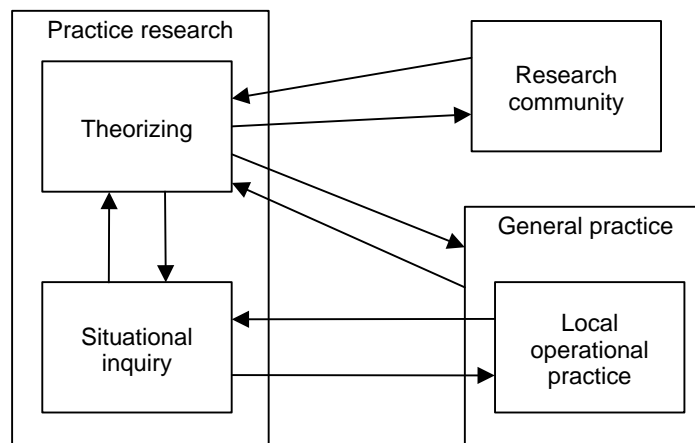 Practice research
Theorizing
Research
community
General practice
Situational
inquiry
Local
operational
practice